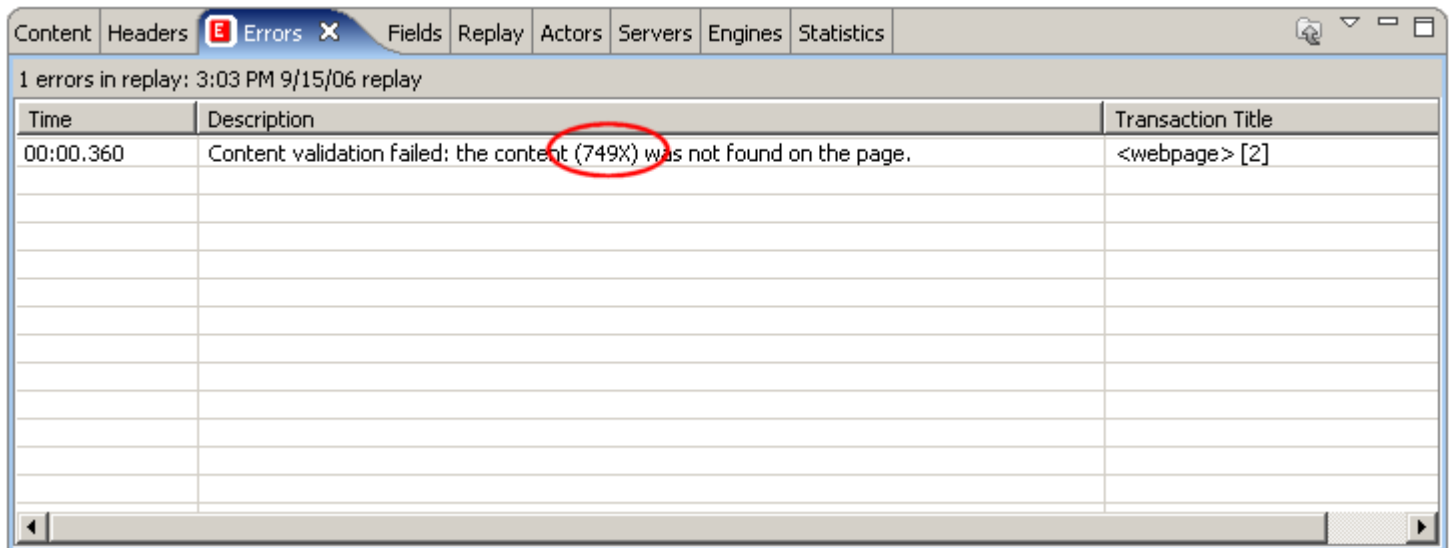 Content Headers E Errors Fields Replay Actors Servers Engines Statistics
1 errors in replay: 3:03 PM 9/15/06 replay
Time Description Transaction Title
00:00.360 Content validation failed: the content (749X) was not found on the page. <webpage> [2]